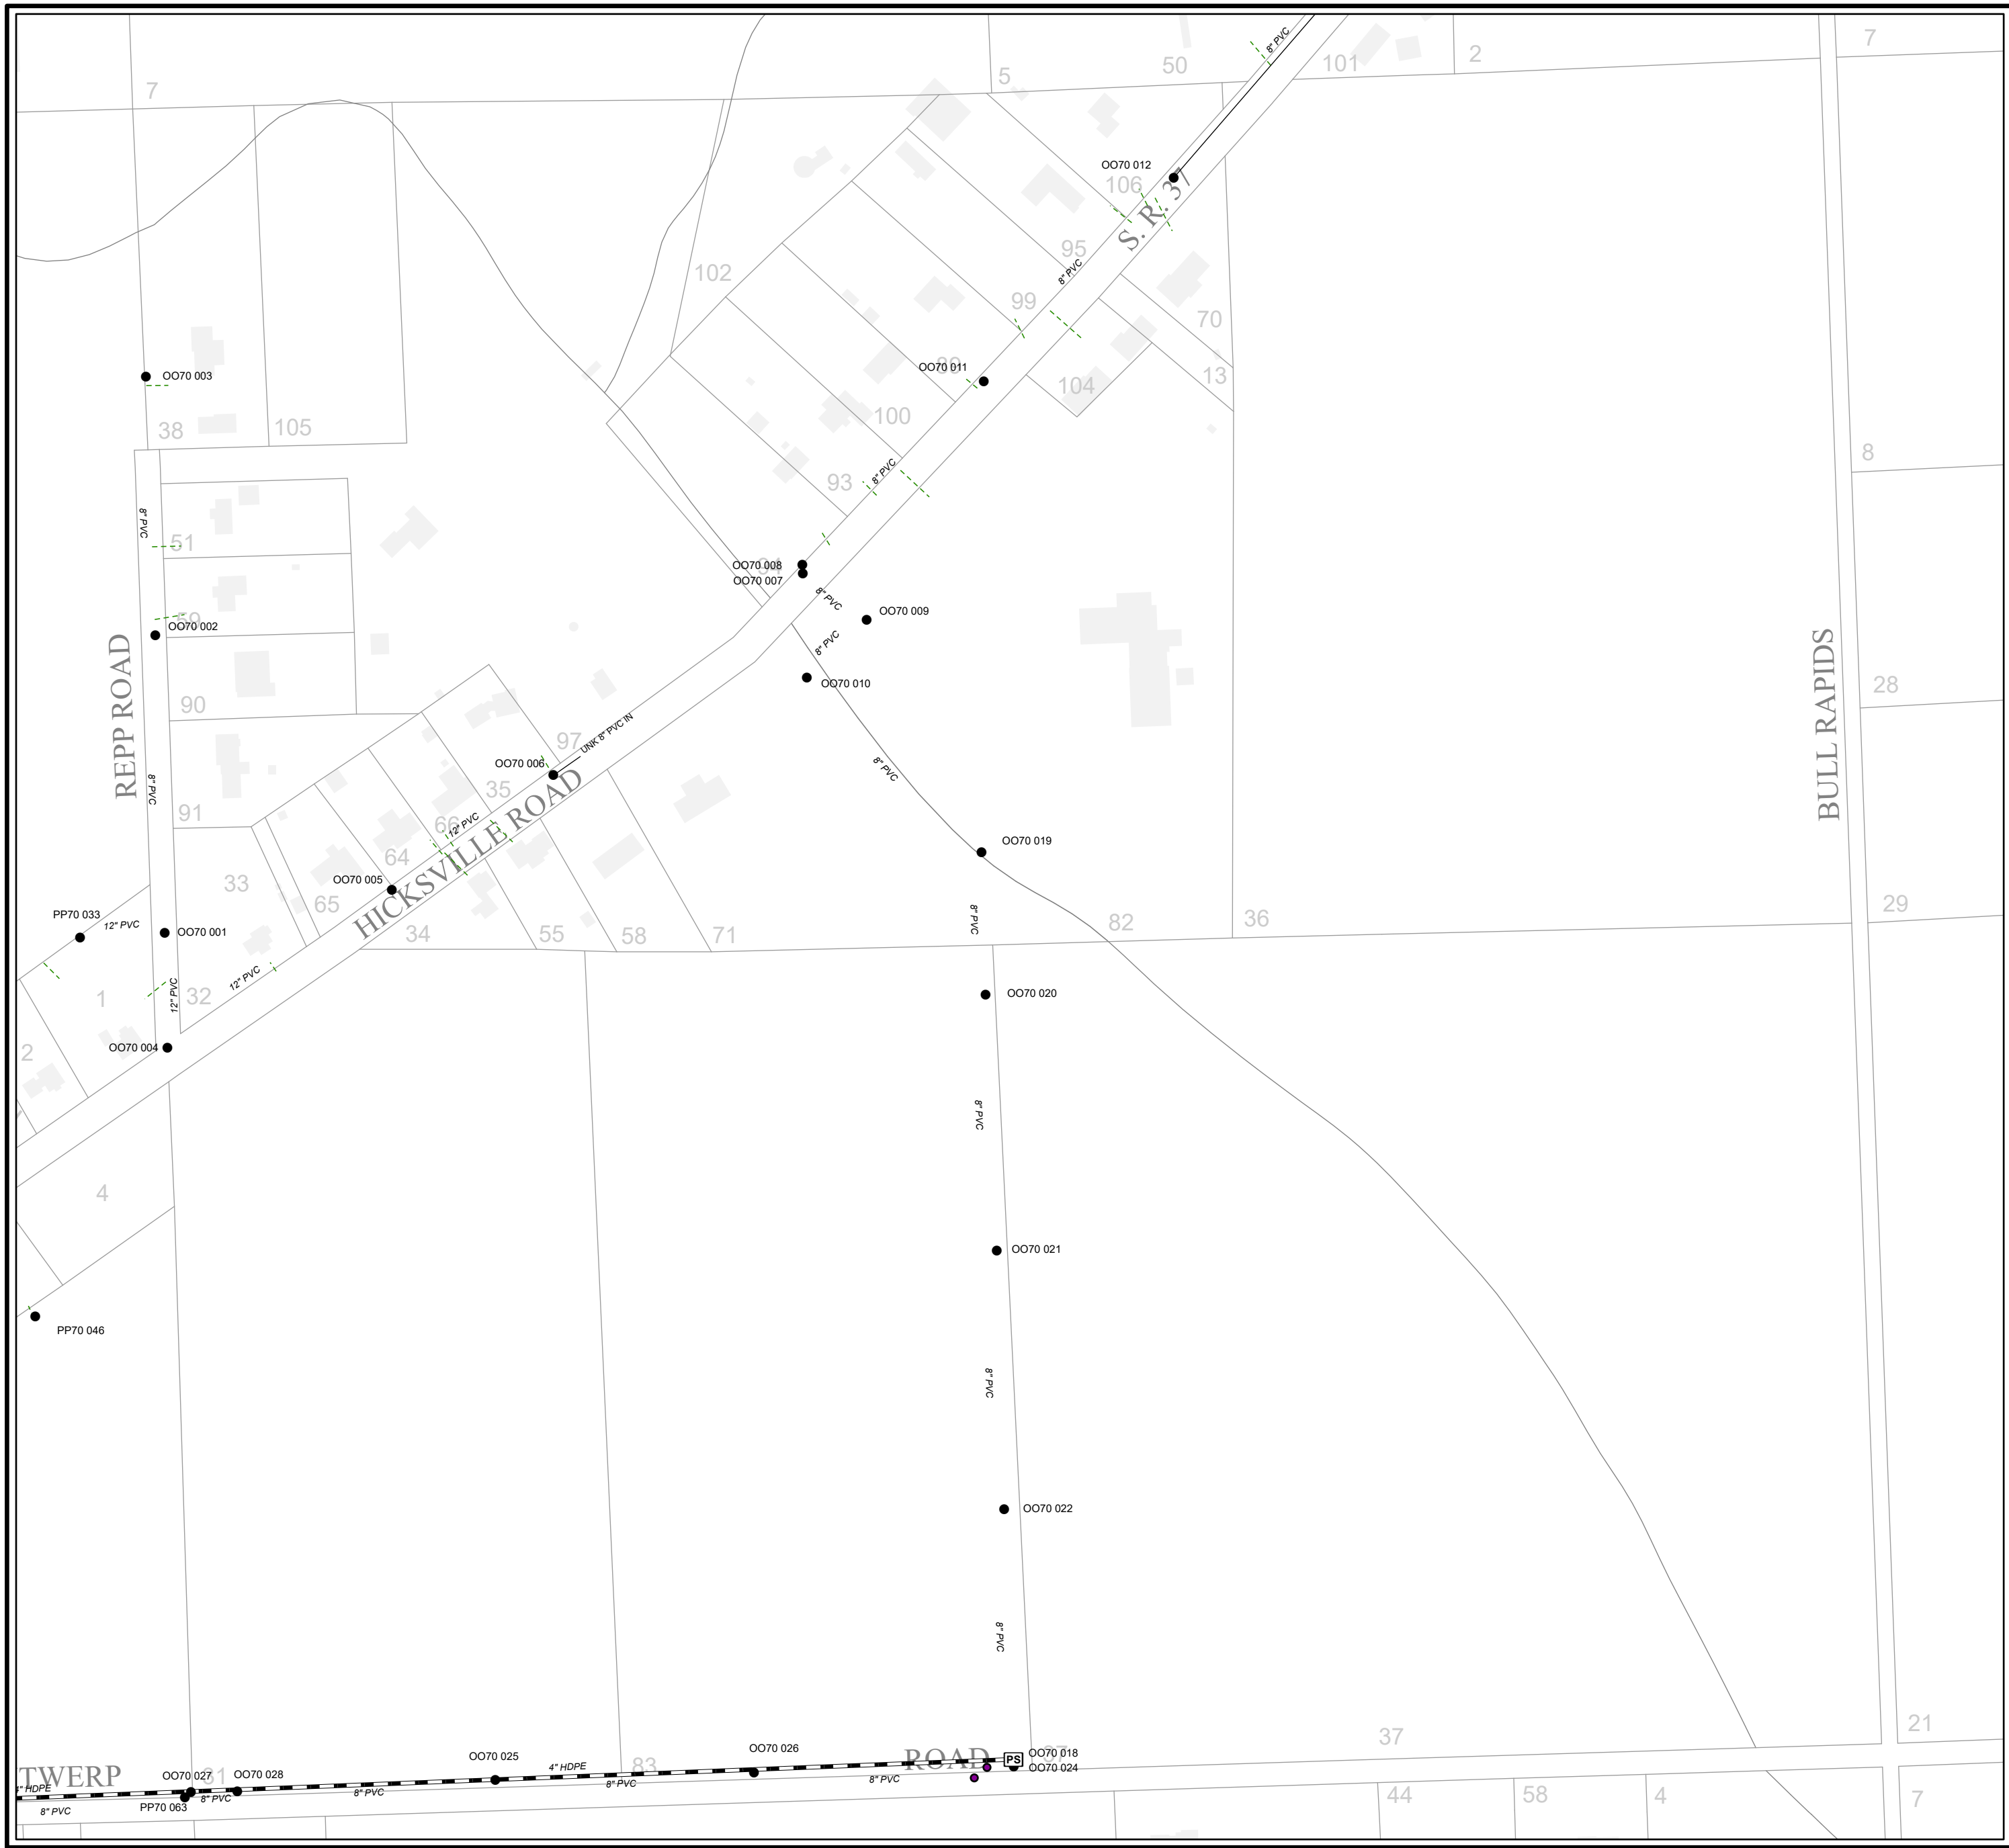 7
5
50
8" PVC
101
2
7
OO70 012
106
S. R. 37
95
8" PVC
102
99
70
13
OO70 003
OO70 011
104
100
38
105
8
93
8" PVC
8" PVC
51
OO70 008
OO70 007
8" PVC
OO70 009
59
OO70 002
8" PVC
OO70 010
REPP ROAD
BULL RAPIDS
28
90
UNK 8" PVC IN
97
OO70 006
35
8" PVC
8" PVC
91
66
12" PVC
HICKSVILLE ROAD
64
OO70 019
OO70 005
33
65
PP70 033
12" PVC
OO70 001
34
55
58
71
8" PVC
82
36
29
12" PVC
12" PVC
1
32
OO70 020
2
OO70 004
8" PVC
4
OO70 021
PP70 046
8" PVC
OO70 022
8" PVC
37
21
TWERP
OO70 027
81
OO70 028
OO70 025
4" HDPE
83
OO70 026
ROAD
PS
OO70 018
OO70 024
4" HDPE
8" PVC
PP70 063
8" PVC
8" PVC
8" PVC
8" PVC
44
58
4
7